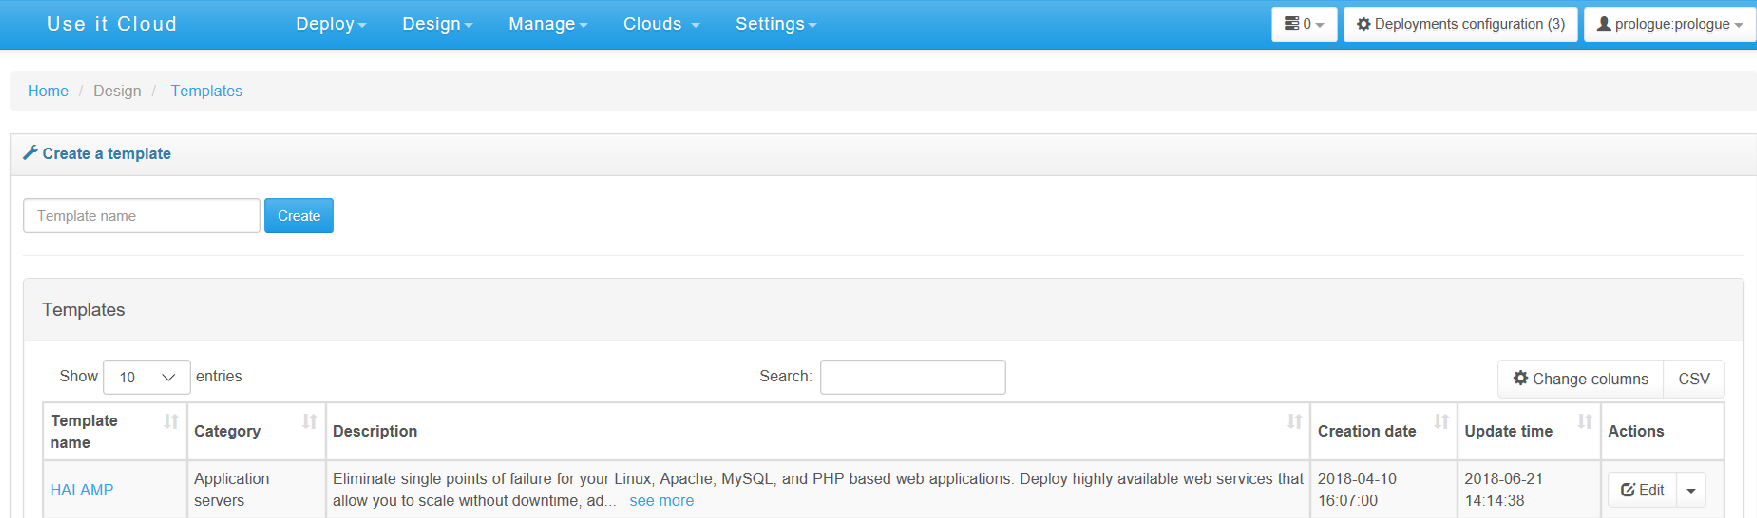 Use it Cloud Deploy Design Manage Clouds Settings 0 Deployments configuration (3) prologue:prologue
Home / Design / Templates
Create a template
Template name Create
Templates
Show 10 entries Search: Change columns CSV
Template name Category Description Creation date Update time Actions
HALAMP Application servers Eliminate single points of failure for your Linux, Apache, MySQL, and PHP based web applications. Deploy highly available web services that allow you to scale without downtime, ad... see more 2018-04-10 16:07:00 2018-06-21 14:14:38 Edit